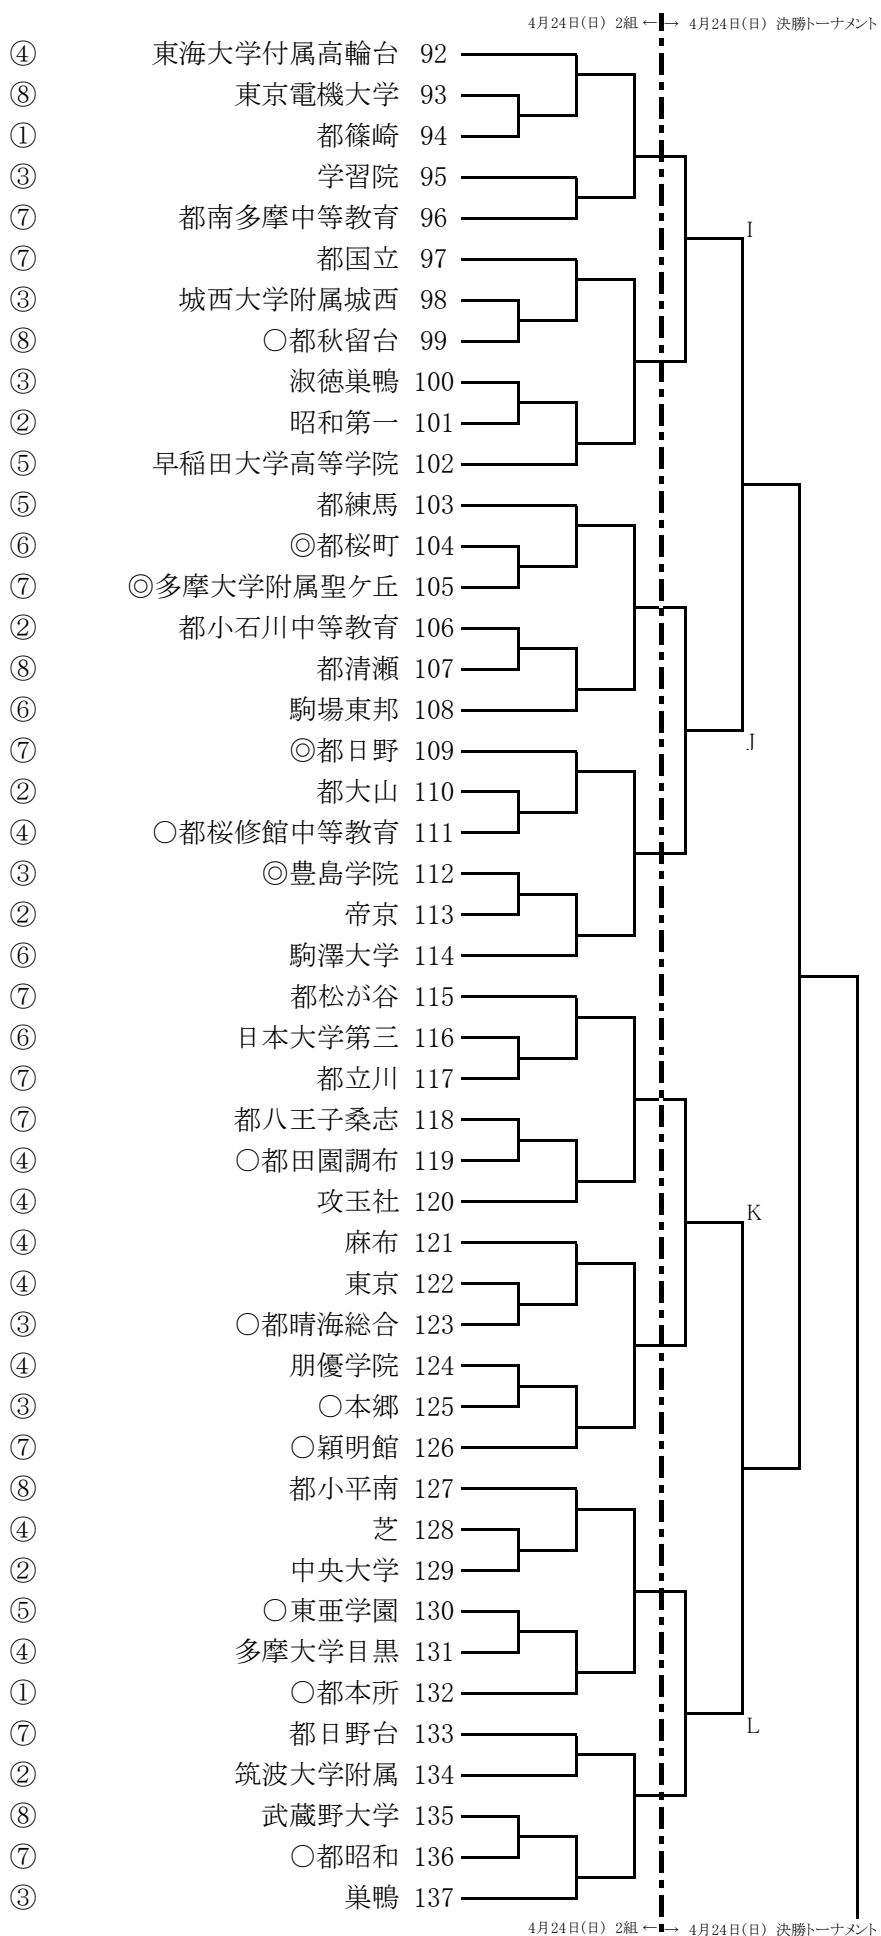 4月24日(日) 2組 ←→ 4月24日(日) 決勝トーナメント
④ 東海大学付属高輪台 92
⑧ 東京電機大学 93
① 都篠崎 94
③ 学習院 95
⑦ 都南多摩中等教育 96
I
⑦ 都国立 97
③ 城西大学附属城西 98
⑧ ○都秋留台 99
③ 淑徳巣鴨 100
② 昭和第一 101
⑤ 早稲田大学高等学院 102
⑤ 都練馬 103
⑥ ◎都桜町 104
⑦ ◎多摩大学附属聖ケ丘 105
② 都小石川中等教育 106
⑧ 都清瀬 107
⑥ 駒場東邦 108
J
⑦ ◎都日野 109
② 都大山 110
④ ○都桜修館中等教育 111
③ ◎豊島学院 112
② 帝京 113
⑥ 駒澤大学 114
⑦ 都松が谷 115
⑥ 日本大学第三 116
⑦ 都立川 117
⑦ 都八王子桑志 118
④ ○都田園調布 119
④ 攻玉社 120
K
④ 麻布 121
④ 東京 122
③ ○都晴海総合 123
④ 朋優学院 124
③ ○本郷 125
⑦ ○穎明館 126
⑧ 都小平南 127
④ 芝 128
② 中央大学 129
⑤ ○東亜学園 130
④ 多摩大学目黒 131
① ○都本所 132
L
⑦ 都日野台 133
② 筑波大学附属 134
⑧ 武蔵野大学 135
⑦ ○都昭和 136
③ 巣鴨 137
4月24日(日) 2組 ←→ 4月24日(日) 決勝トーナメント